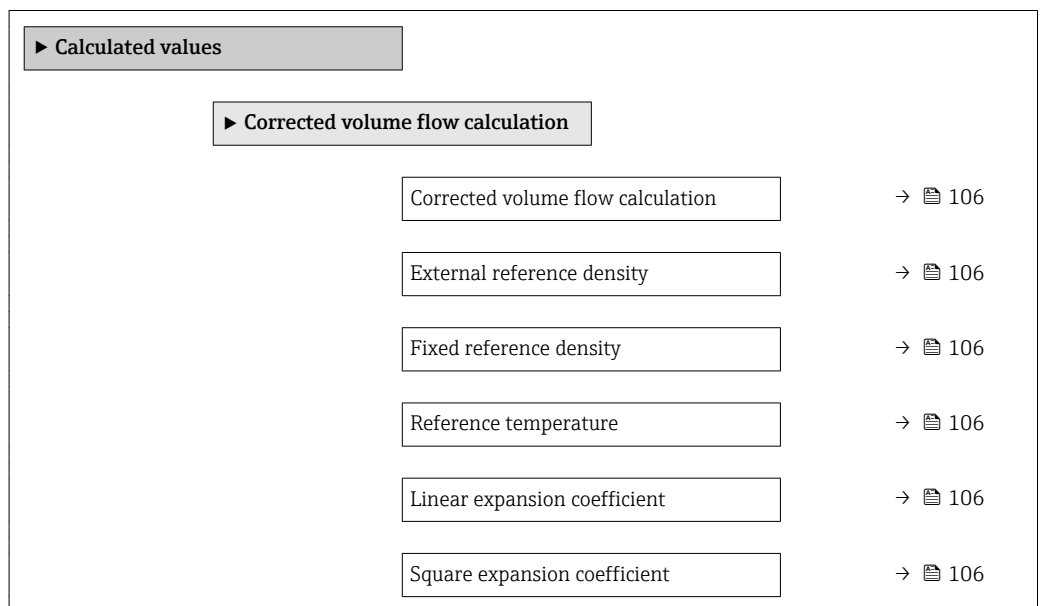 ► Calculated values
► Corrected volume flow calculation
Corrected volume flow calculation → 106
External reference density → 106
Fixed reference density → 106
Reference temperature → 106
Linear expansion coefficient → 106
Square expansion coefficient → 106